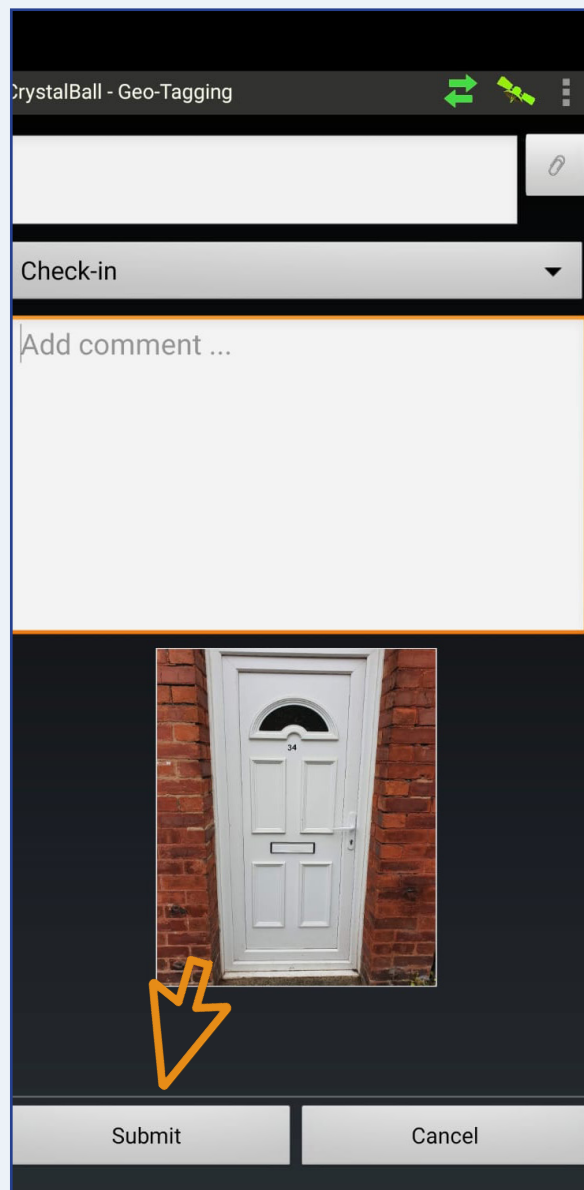 CrystalBall - Geo-Tagging
Check-in
Add comment ...
34
Submit
Cancel